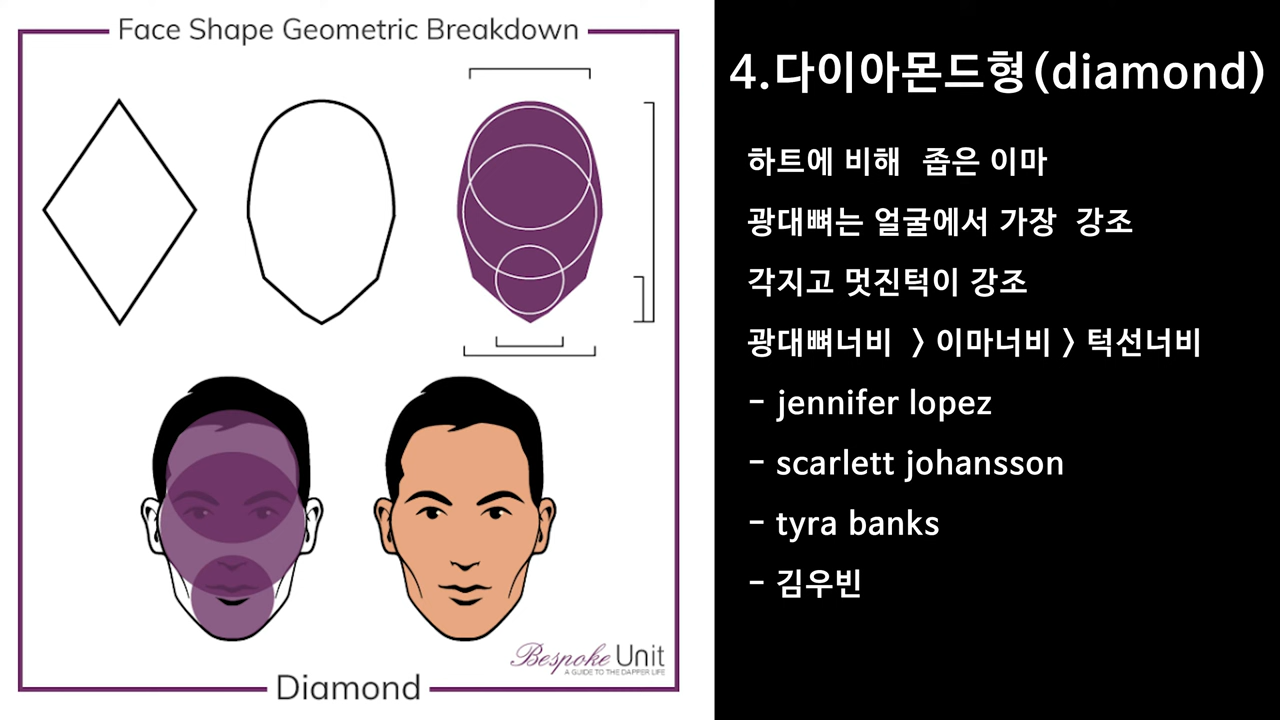 Face Shape Geometric Breakdown
Bespoke Unit
A GUIDE TO THE DAPPER LIFE
Diamond
4.다이아몬드형(diamond)
하트에 비해 좁은 이마
광대뼈는 얼굴에서 가장 강조
각지고 멋진턱이 강조
광대뼈너비 > 이마너비 > 턱선너비
- jennifer lopez
- scarlett johansson
- tyra banks
- 김우빈